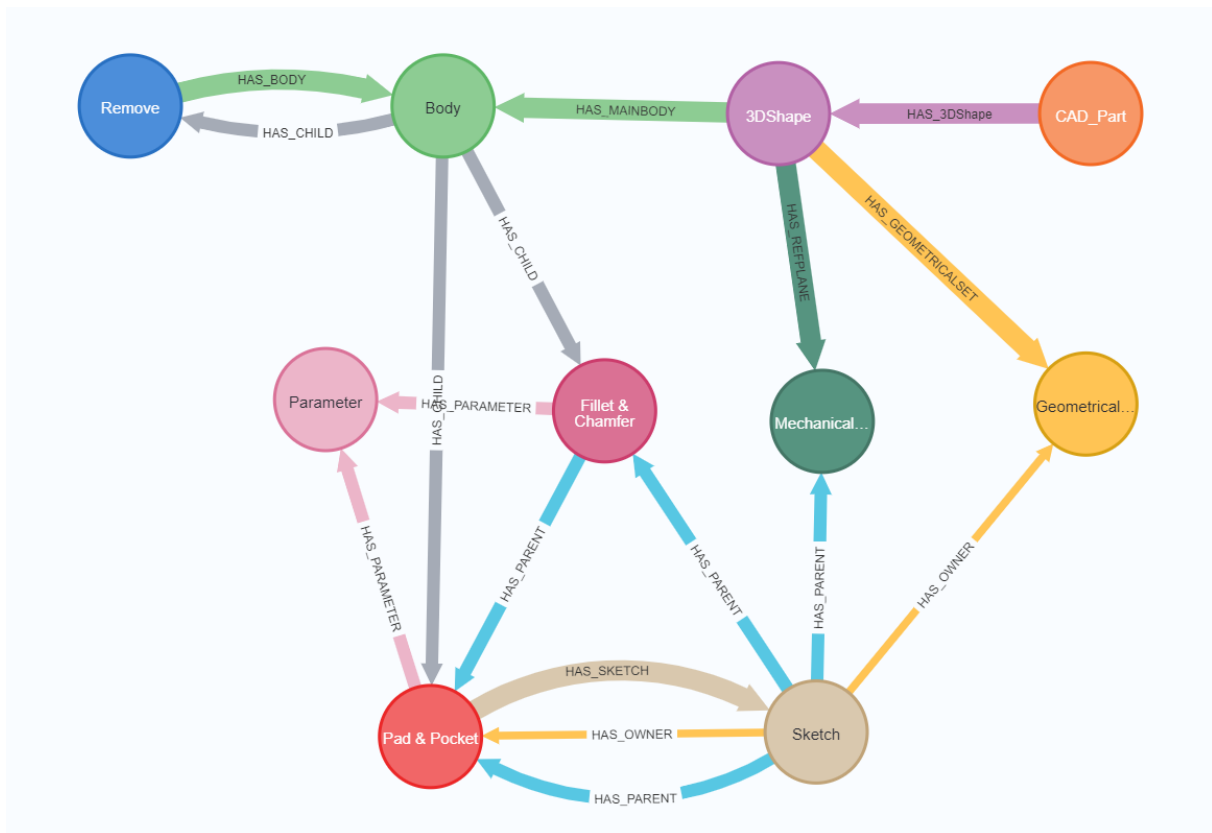 HAS_BODY
Remove
Body
HAS_MAINBODY
3DShape
HAS_3DShape
CAD_Part
HAS_CHILD
HAS_CHILD
HAS_REFPLANE
HAS_GEOMETRICALSET
Parameter
HAS_CHILD
HAS_PARAMETER
Fillet &
Chamfer
Mechanical...
Geometrical...
HAS_PARAMETER
HAS_PARENT
HAS_PARENT
HAS_PARENT
HAS_OWNER
HAS_SKETCH
Pad & Pocket
HAS_OWNER
Sketch
HAS_PARENT